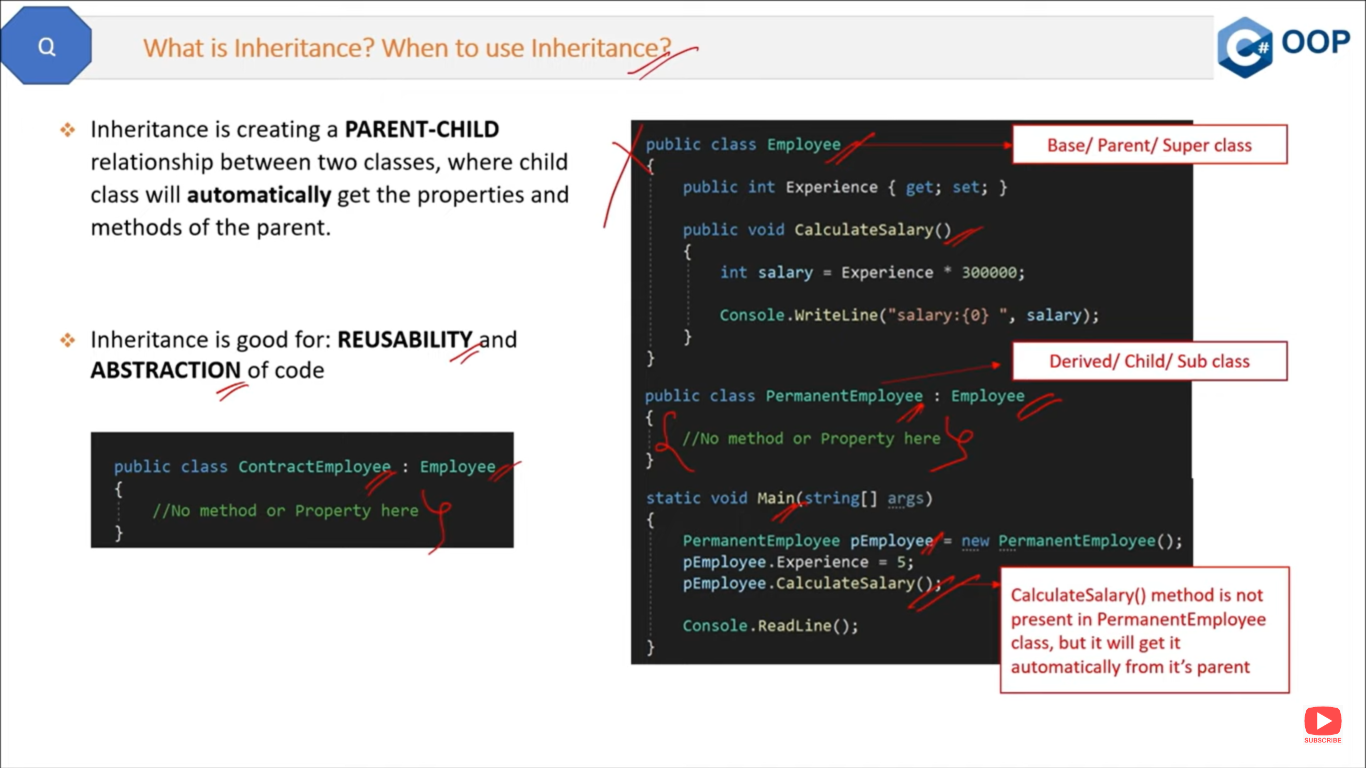 Q
What is Inheritance? When to use Inheritance?
C#
OOP
❖ Inheritance is creating a PARENT-CHILD
relationship between two classes, where child
class will automatically get the properties and
methods of the parent.
❖ Inheritance is good for: REUSABILITY and
ABSTRACTION of code
public class ContractEmployee : Employee
{
//No method or Property here
}
public class Employee
{
public int Experience { get; set; }
public void CalculateSalary()
{
int salary = Experience * 300000;
Console.WriteLine("salary:{0} ", salary);
}
}
Base/ Parent/ Super class
Derived/ Child/ Sub class
public class PermanentEmployee : Employee
{
//No method or Property here
}
static void Main(string[] args)
{
PermanentEmployee pEmployee = new PermanentEmployee();
pEmployee.Experience = 5;
pEmployee.CalculateSalary();
Console.ReadLine();
}
CalculateSalary() method is not
present in PermanentEmployee
class, but it will get it
automatically from it's parent
SUBSCRIBE